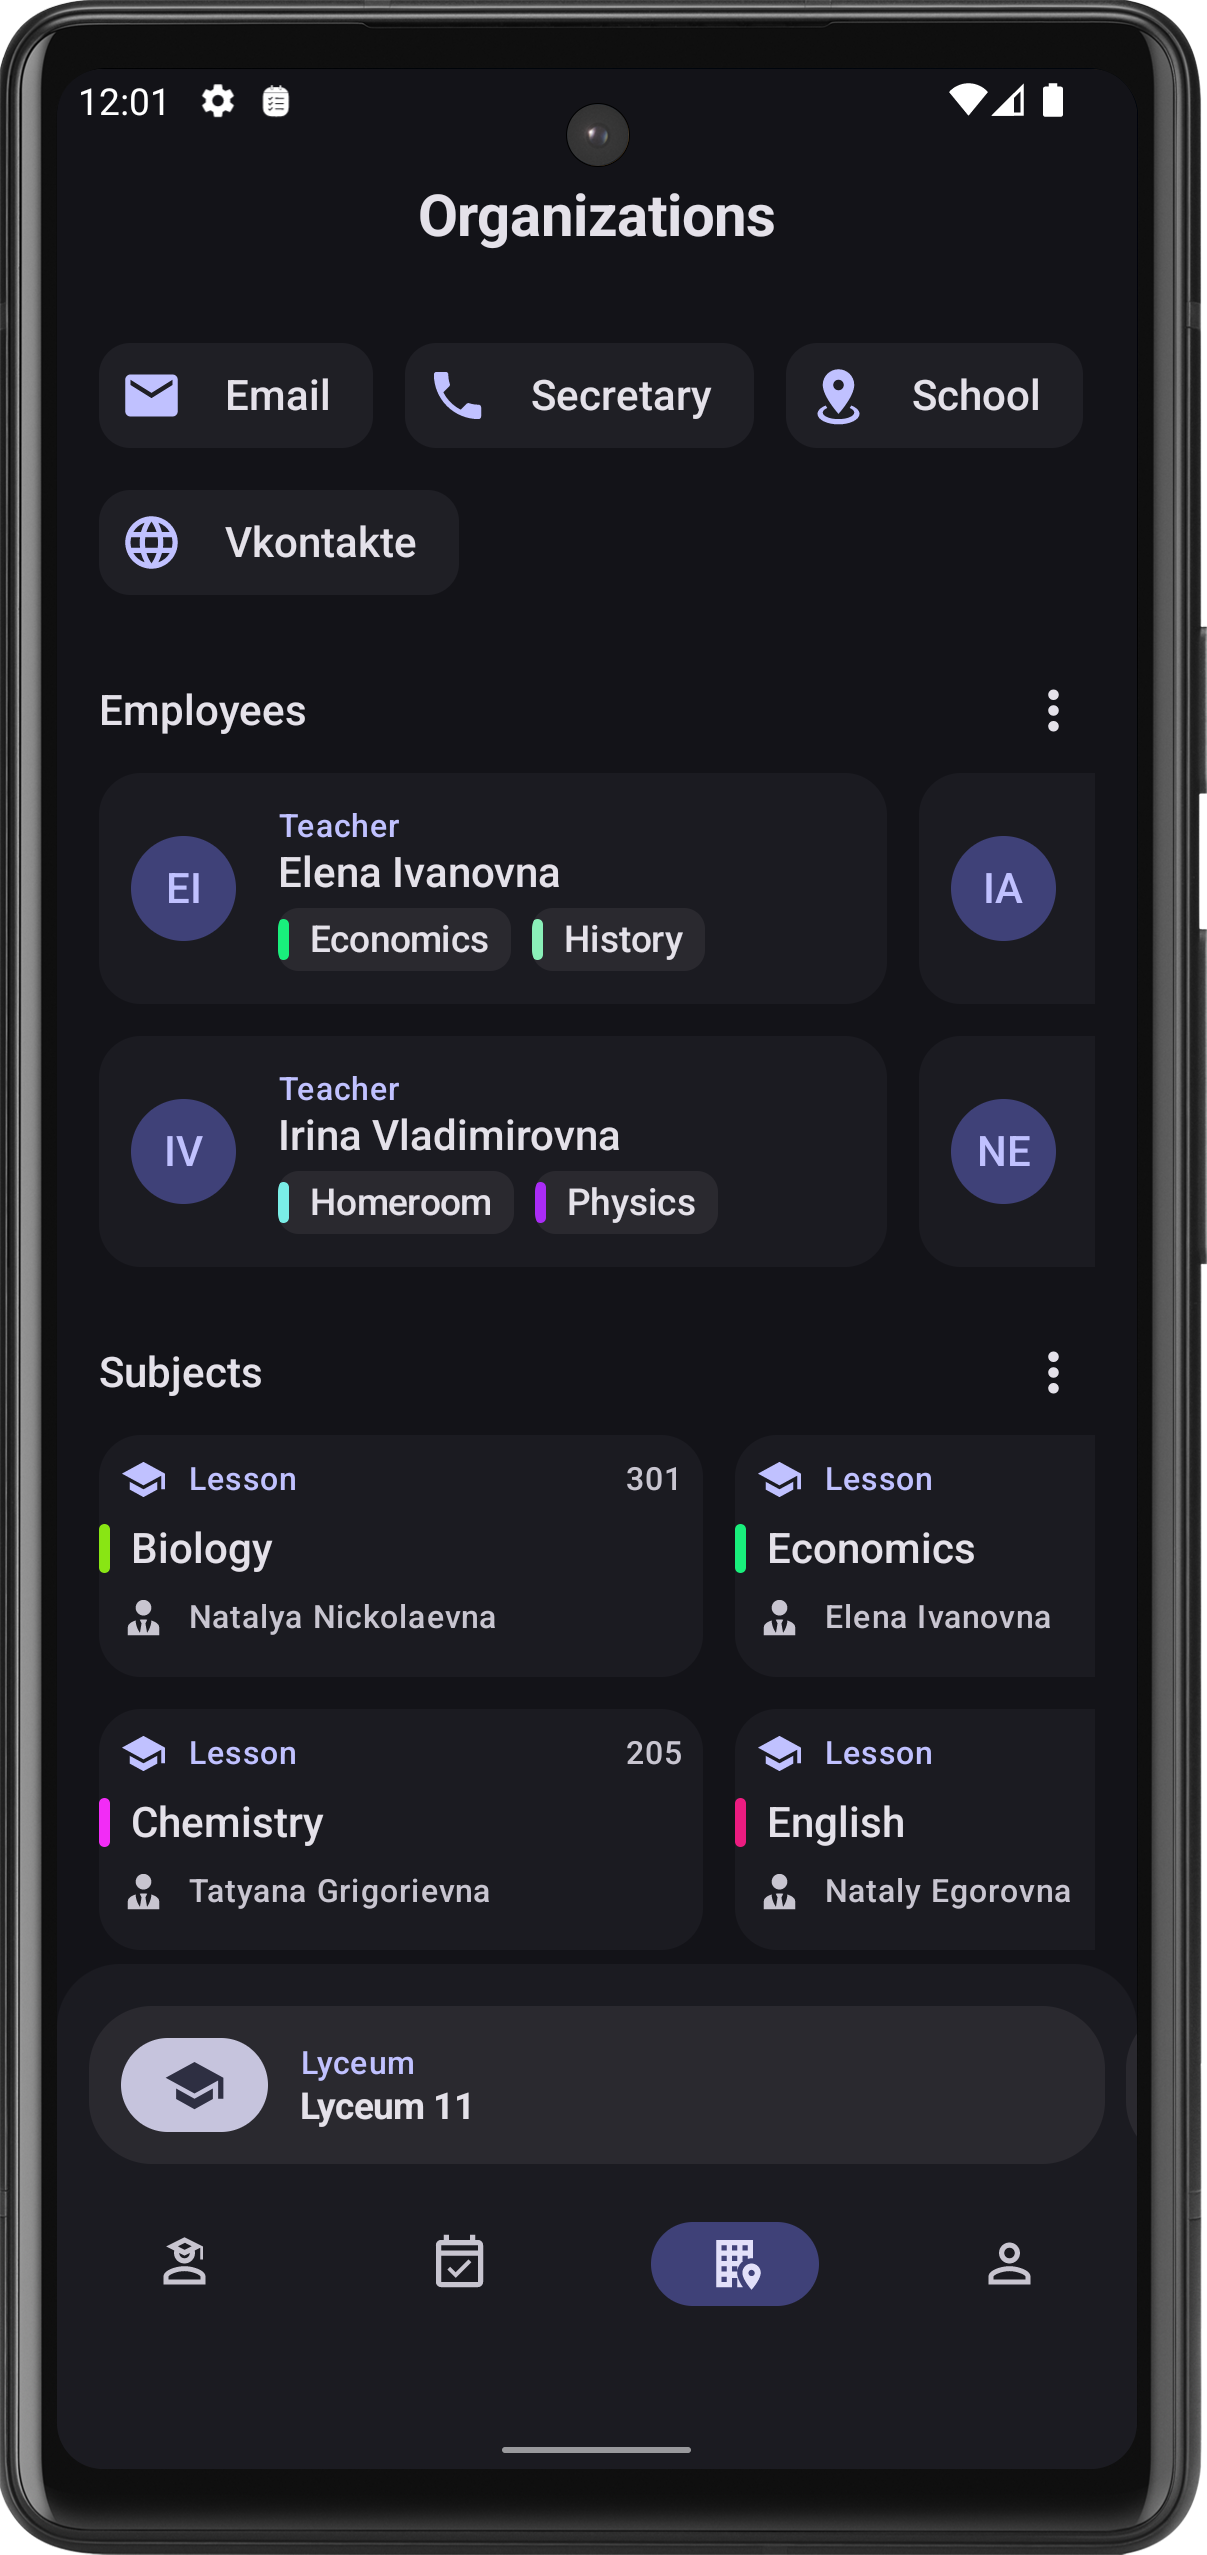 12:01
Organizations
Email
Secretary
School
Vkontakte
Employees
EI
Teacher
Elena Ivanovna
Economics
History
IA
IV
Teacher
Irina Vladimirovna
Homeroom
Physics
NE
Subjects
Lesson
301
Biology
Natalya Nickolaevna
Lesson
Economics
Elena Ivanovna
Lesson
205
Chemistry
Tatyana Grigorievna
Lesson
English
Nataly Egorovna
Lyceum
Lyceum 11